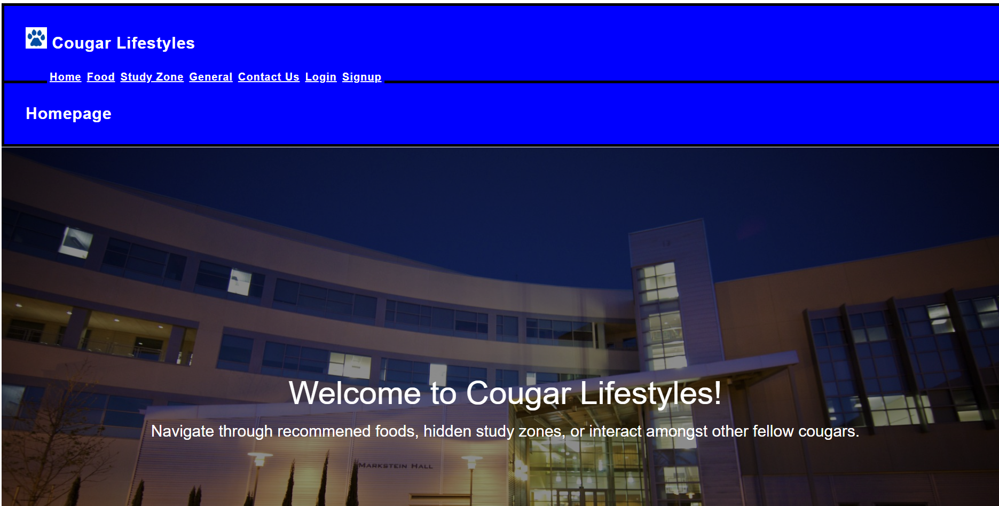 Cougar Lifestyles
Home Food Study Zone General Contact Us Login Signup
Homepage
Welcome to Cougar Lifestyles!
Navigate through recommened foods, hidden study zones, or interact amongst other fellow cougars.
MARKSTEIN HALL